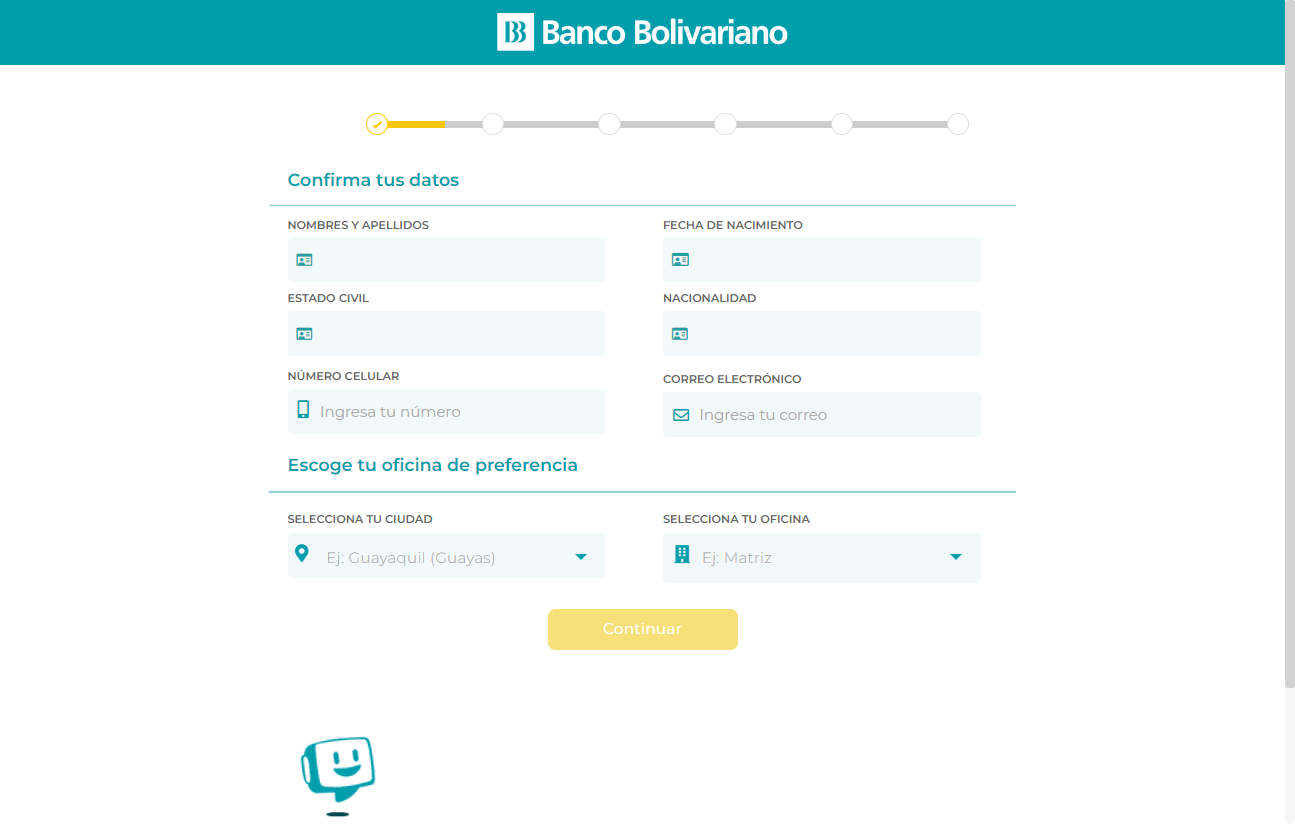 Banco Bolivariano
Confirma tus datos
NOMBRES Y APELLIDOS
FECHA DE NACIMIENTO
ESTADO CIVIL
NACIONALIDAD
NÚMERO CELULAR
Ingresa tu número
CORREO ELECTRÓNICO
Ingresa tu correo
Escoge tu oficina de preferencia
SELECCIONA TU CIUDAD
Ej: Guayaquil (Guayas)
SELECCIONA TU OFICINA
Ej: Matriz
Continuar